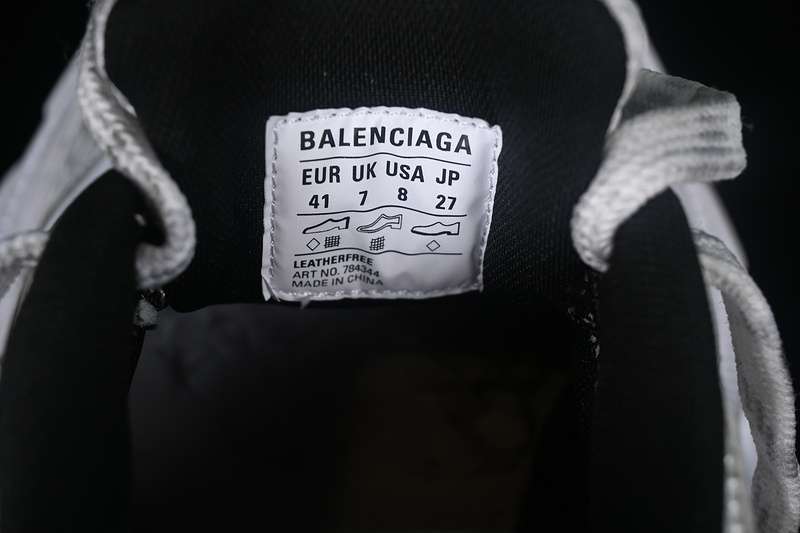 BALENCIAGA
EUR UK USA JP
41 7 8 27
LEATHERFREE
ART NO. 784344
MADE IN CHINA